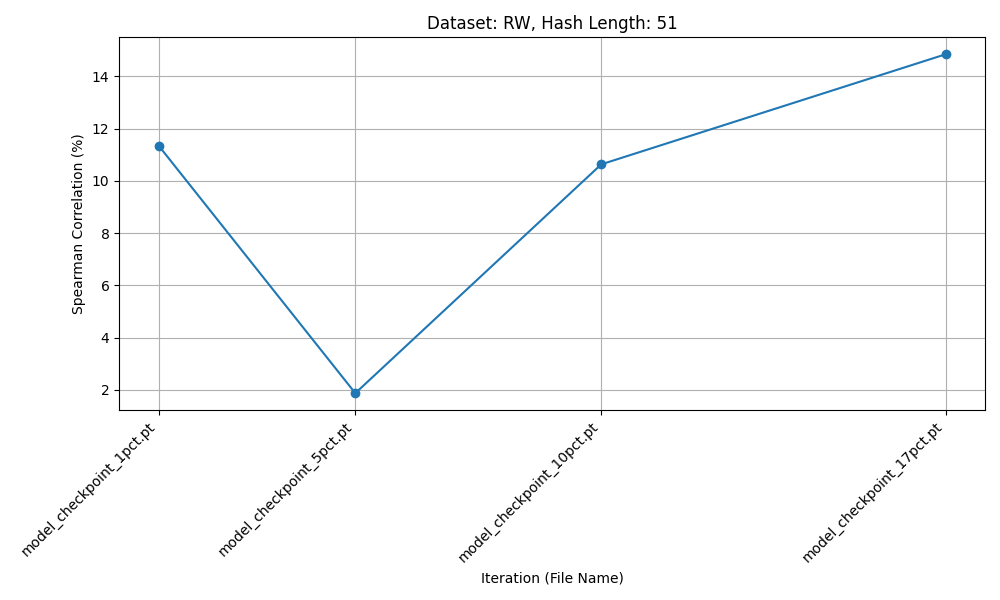 Dataset: RW, Hash Length: 51
Spearman Correlation (%)
14
12
10
8
6
4
2
model_checkpoint_1pct.pt
model_checkpoint_5pct.pt
model_checkpoint_10pct.pt
model_checkpoint_17pct.pt
Iteration (File Name)